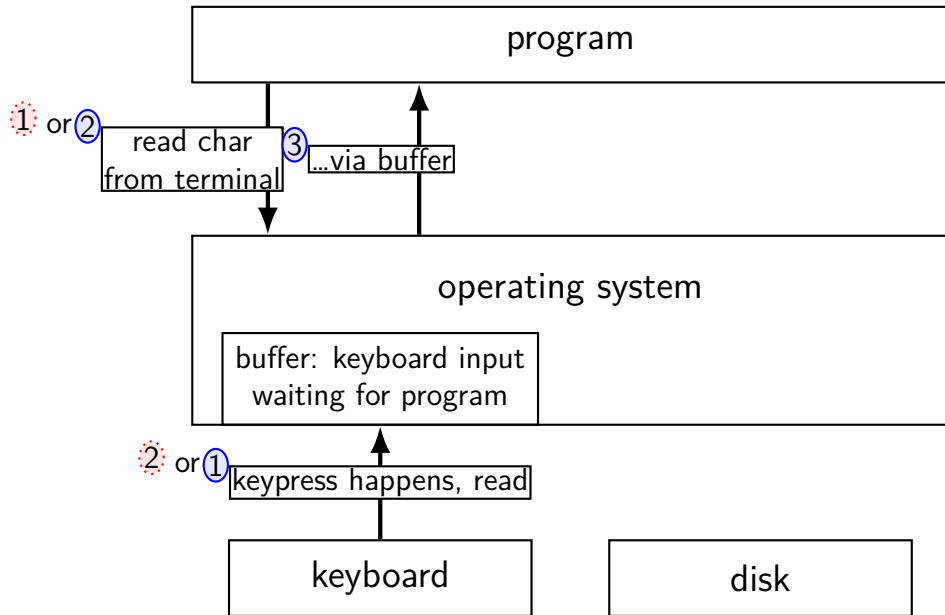 program
1 or 2
read char
from terminal
3
...via buffer
operating system
buffer: keyboard input
waiting for program
2 or 1
keypress happens, read
keyboard
disk